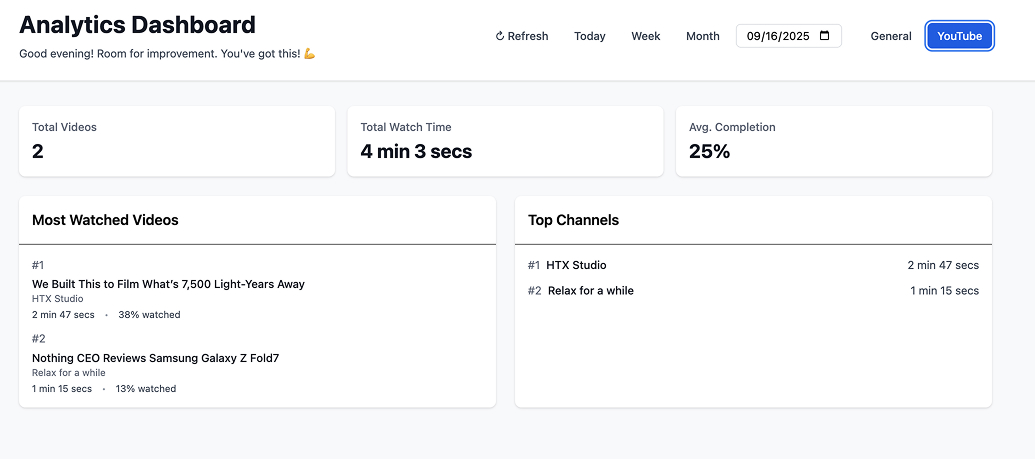 Analytics Dashboard
Good evening! Room for improvement. You've got this! 💪
↻ Refresh Today Week Month 09/16/2025 General YouTube
Total Videos
2
Total Watch Time
4 min 3 secs
Avg. Completion
25%
Most Watched Videos
#1
We Built This to Film What's 7,500 Light-Years Away
HTX Studio
2 min 47 secs • 38% watched
#2
Nothing CEO Reviews Samsung Galaxy Z Fold7
Relax for a while
1 min 15 secs • 13% watched
Top Channels
#1 HTX Studio 2 min 47 secs
#2 Relax for a while 1 min 15 secs